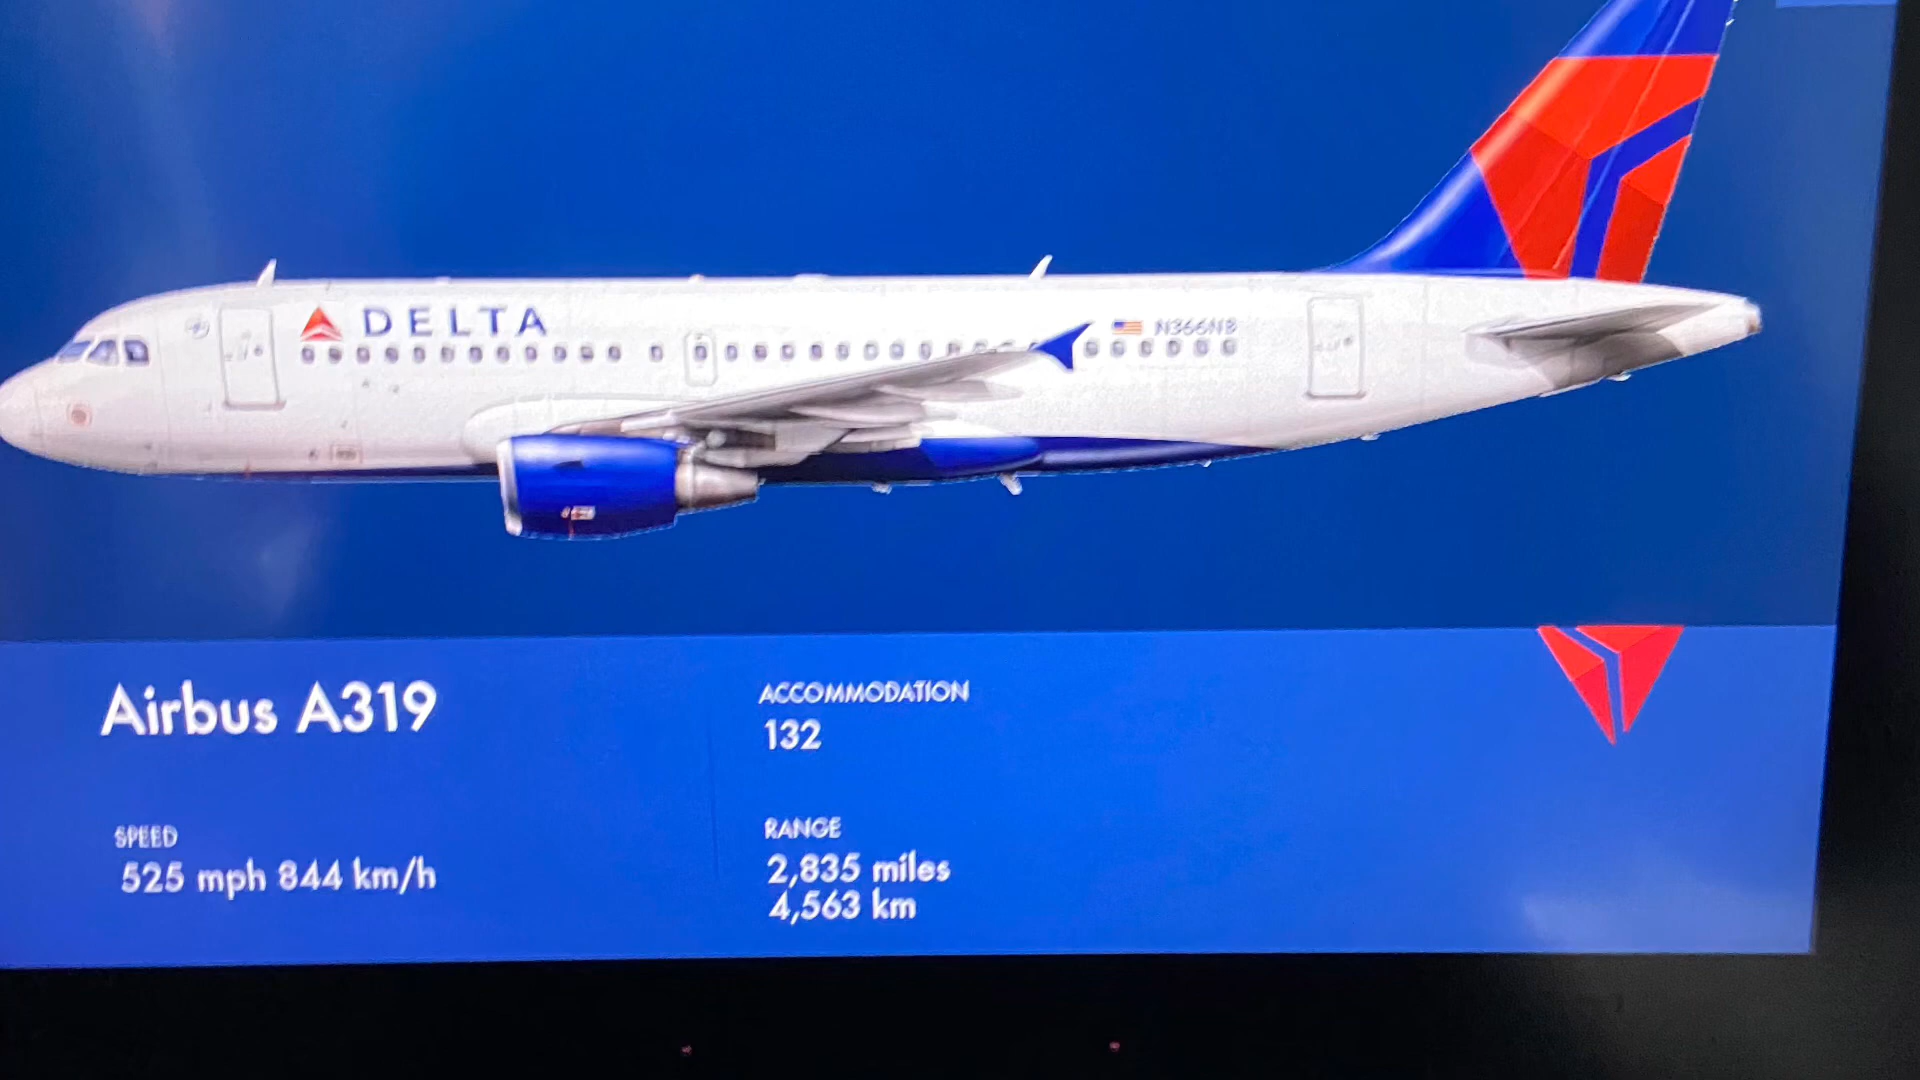 DELTA
N366NB
Airbus A319
ACCOMMODATION
132
SPEED
525 mph 844 km/h
RANGE
2,835 miles
4,563 km